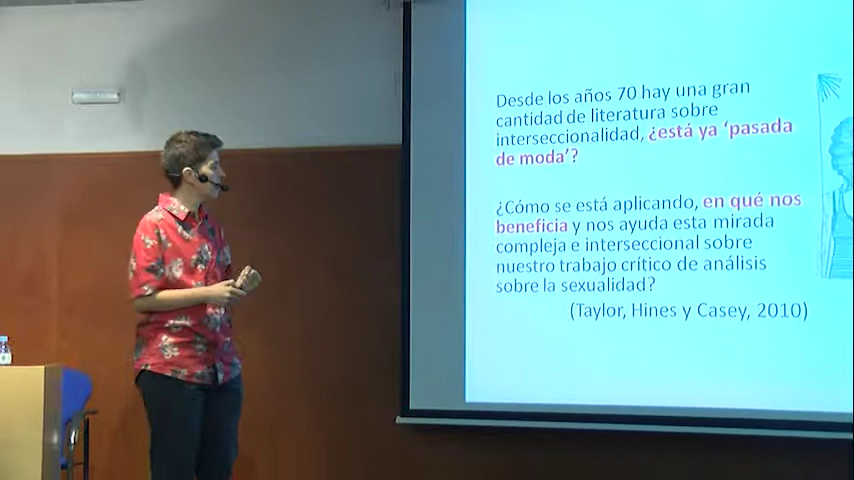 Desde los años 70 hay una gran
cantidad de literatura sobre
interseccionalidad, ¿está ya ‘pasada
de moda’?
¿Cómo se está aplicando, en qué nos
beneficia y nos ayuda esta mirada
compleja e interseccional sobre
nuestro trabajo crítico de análisis
sobre la sexualidad?
(Taylor, Hines y Casey, 2010)